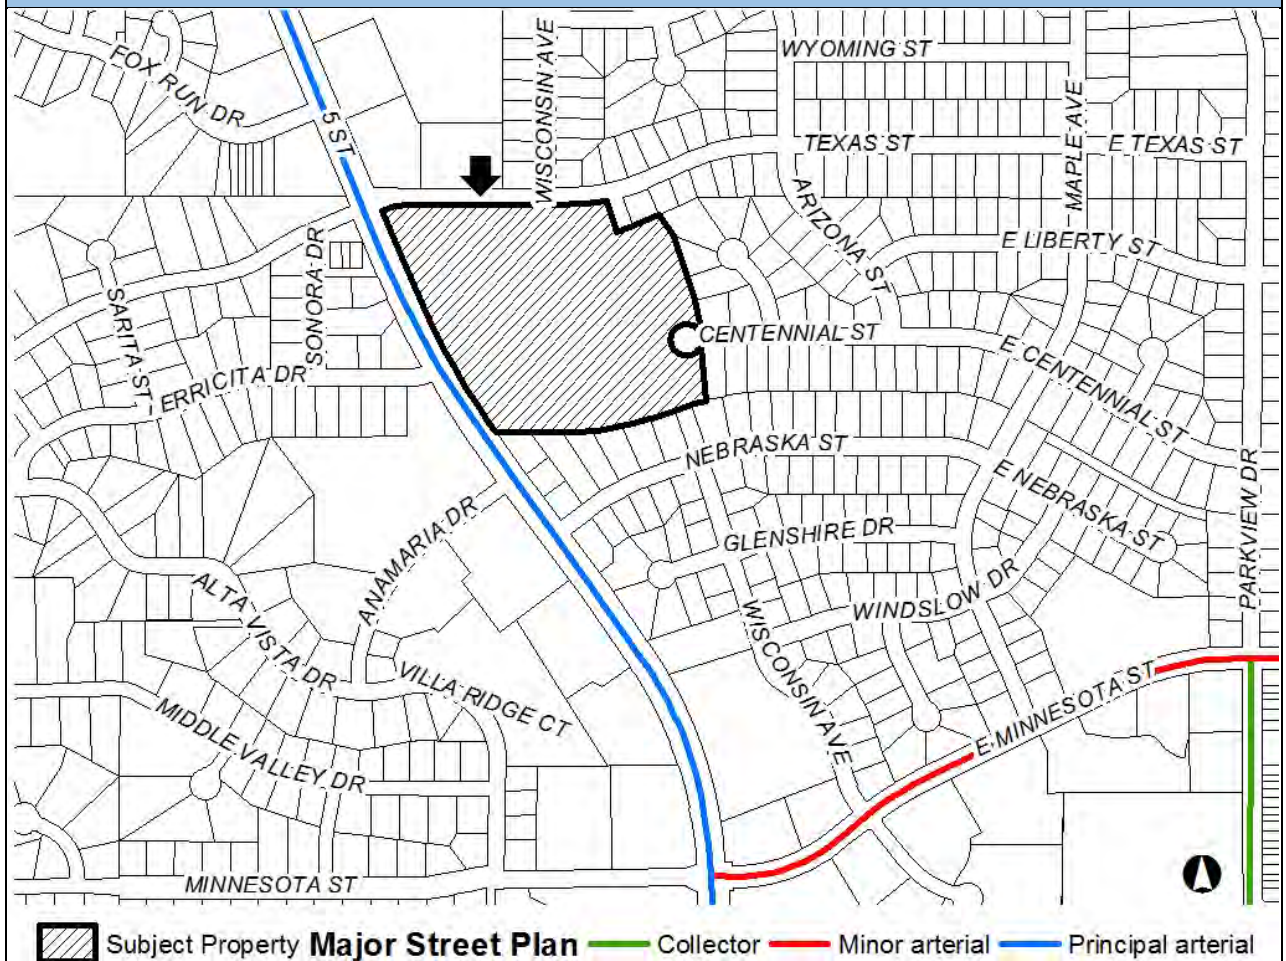 WYOMING ST
FOX RUN DR
5 ST
WISCONSIN AVE
MAPLE AVE
TEXAS ST
E TEXAS ST
ARIZONA ST
E LIBERTY ST
SONORA DR
SARITA ST
CENTENNIAL ST
E CENTENNIAL ST
ERRICITA DR
NEBRASKA ST
E NEBRASKA ST
PARKVIEW DR
ANAMARIA DR
GLENSHIRE DR
WINDSLOW DR
ALTA VISTA DR
WISCONSIN AVE
VILLA RIDGE CT
E MINNESOTA ST
MIDDLE VALLEY DR
MINNESOTA ST
Subject Property Major Street Plan Collector Minor arterial Principal arterial